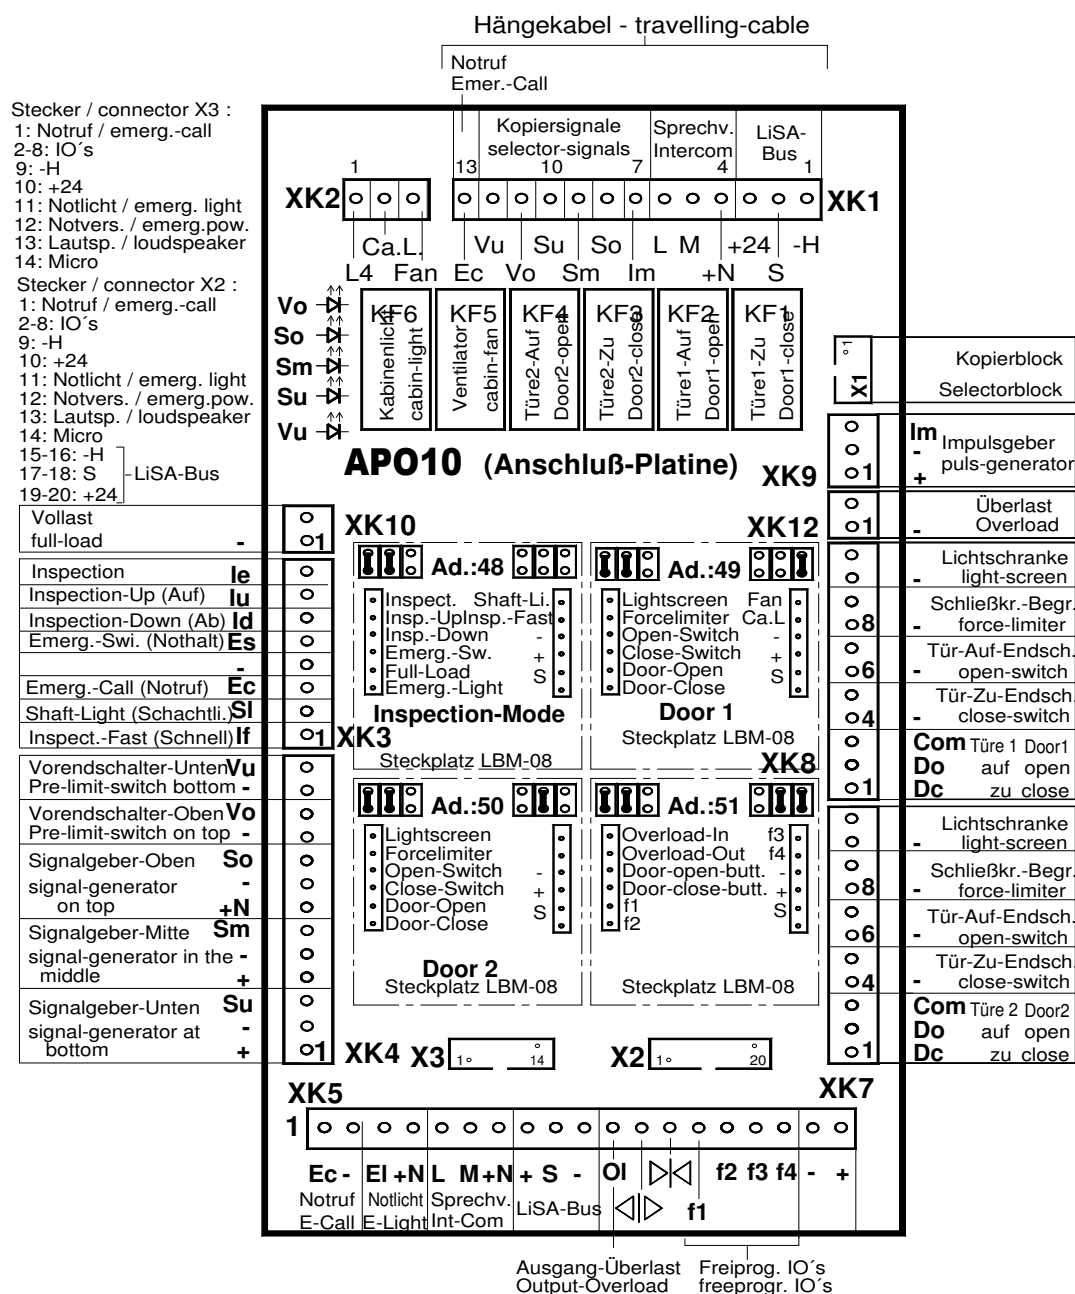 Hängekabel - travelling-cable
Notruf
Emer.-Call
Stecker / connector X3 :
1: Notruf / emerg.-call
2-8: IO´s
9: -H
10: +24
11: Notlicht / emerg. light
12: Notvers. / emerg.pow.
13: Lautsp. / loudspeaker
14: Micro
Stecker / connector X2 :
1: Notruf / emerg.-call
2-8: IO´s
9: -H
10: +24
11: Notlicht / emerg. light
12: Notvers. / emerg.pow.
13: Lautsp. / loudspeaker
14: Micro
15-16: -H
17-18: S
19-20: +24
LiSA-Bus
Kopiersignale
selector-signals
Sprechv.
Intercom
LiSA-
Bus
1
13 10 7 4 1
XK2
XK1
Ca.L.
L4 Fan
Vu Su So L M +24 -H
Ec Vo Sm Im +N S
Vo
So
Sm
Su
Vu
KF6
Kabinenlicht
cabin-light
KF5
Ventilator
cabin-fan
KF4
Türe2-Auf
Door2-open
KF3
Türe2-Zu
Door2-close
KF2
Türe1-Auf
Door1-open
KF1
Türe1-Zu
Door1-close
1
X1
Kopierblock
Selectorblock
APO10 (Anschluß-Platine)
XK9
1
Im
-
+
Impulsgeber
puls-generator
XK12
1
-
Überlast
Overload
Vollast
full-load -
1
XK10
Inspection Ie
Inspection-Up (Auf) Iu
Inspection-Down (Ab) Id
Emerg.-Swi. (Nothalt) Es
-
Emerg.-Call (Notruf) Ec
Shaft-Light (Schachtli.) Sl
Inspect.-Fast (Schnell) If
1 XK3
Ad.:48
Inspect. Shaft-Li.
Insp.-Up Insp.-Fast
Insp.-Down -
Emerg.-Sw. +
Full-Load S
Emerg.-Light
Inspection-Mode
Steckplatz LBM-08
Ad.:49
Lightscreen Fan
Forcelimiter Ca.L
Open-Switch -
Close-Switch +
Door-Open S
Door-Close
Door 1
Steckplatz LBM-08
Lichtschranke
- light-screen
8
Schließkr.-Begr.
- force-limiter
6
Tür-Auf-Endsch.
- open-switch
4
Tür-Zu-Endsch.
- close-switch
Com Türe 1 Door1
Do auf open
1 Dc zu close
XK8
Vorendschalter-Unten Vu
Pre-limit-switch bottom -
Vorendschalter-Oben Vo
Pre-limit-switch on top -
Signalgeber-Oben So
signal-generator -
on top +N
Signalgeber-Mitte Sm
signal-generator in the -
middle +
Signalgeber-Unten Su
signal-generator at -
bottom +
1 XK4
Ad.:50
Lightscreen
Forcelimiter
Open-Switch -
Close-Switch +
Door-Open S
Door-Close
Door 2
Steckplatz LBM-08
Ad.:51
Overload-In f3
Overload-Out f4
Door-open-butt. -
Door-close-butt. +
f1 S
f2
Steckplatz LBM-08
Lichtschranke
- light-screen
8
Schließkr.-Begr.
- force-limiter
6
Tür-Auf-Endsch.
- open-switch
4
Tür-Zu-Endsch.
- close-switch
Com Türe 2 Door2
Do auf open
1 Dc zu close
XK7
X3 1 14
X2 1 20
XK5
1
Ec - El +N L M +N + S - Ol f2 f3 f4 - +
f1
Notruf
E-Call
Notlicht
E-Light
Sprechv.
Int-Com
LiSA-Bus
Ausgang-Überlast
Output-Overload
Freiprog. IO´s
freeprogr. IO´s